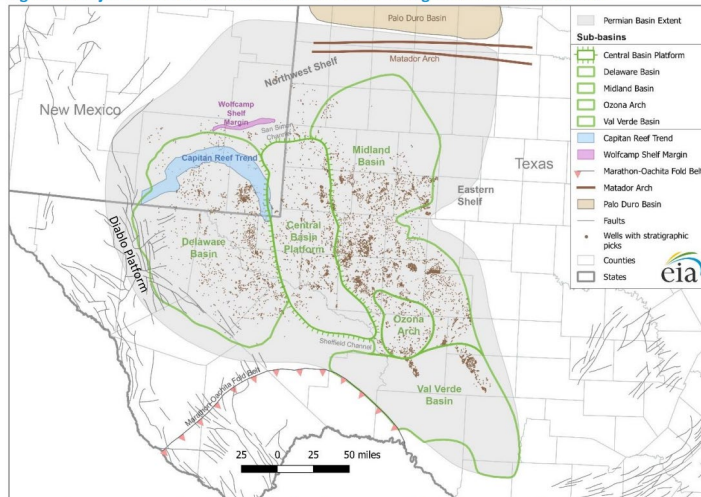 Palo Duro Basin
Matador Arch
Northwest Shelf
New Mexico
Wolfcamp
Shelf
Margin
San Simon
Channel
Capitan Reef Trend
Midland
Basin
Texas
Eastern
Shelf
Diablo Platform
Delaware
Basin
Central
Basin
Platform
Ozona
Arch
Sheffield Channel
Val Verde
Basin
Marathon-Oachita Fold Belt
25 0 25 50 miles
Permian Basin Extent
Sub-basins
Central Basin Platform
Delaware Basin
Midland Basin
Ozona Arch
Val Verde Basin
Capitan Reef Trend
Wolfcamp Shelf Margin
Marathon-Oachita Fold Belt
Matador Arch
Palo Duro Basin
Faults
Wells with stratigraphic
picks
Counties
States
eia